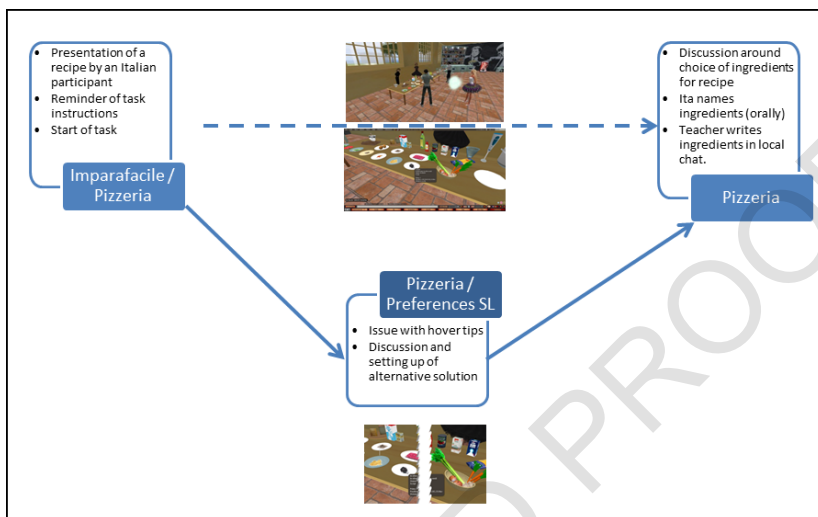 Presentation of a
recipe by an Italian
participant
Reminder of task
instructions
Start of task
Imparafacile /
Pizzeria
Discussion around
choice of ingredients
for recipe
Ita names
ingredients (orally)
Teacher writes
ingredients in local
chat.
Pizzeria
Pizzeria /
Preferences SL
Issue with hover tips
Discussion and
setting up of
alternative solution
D PROO